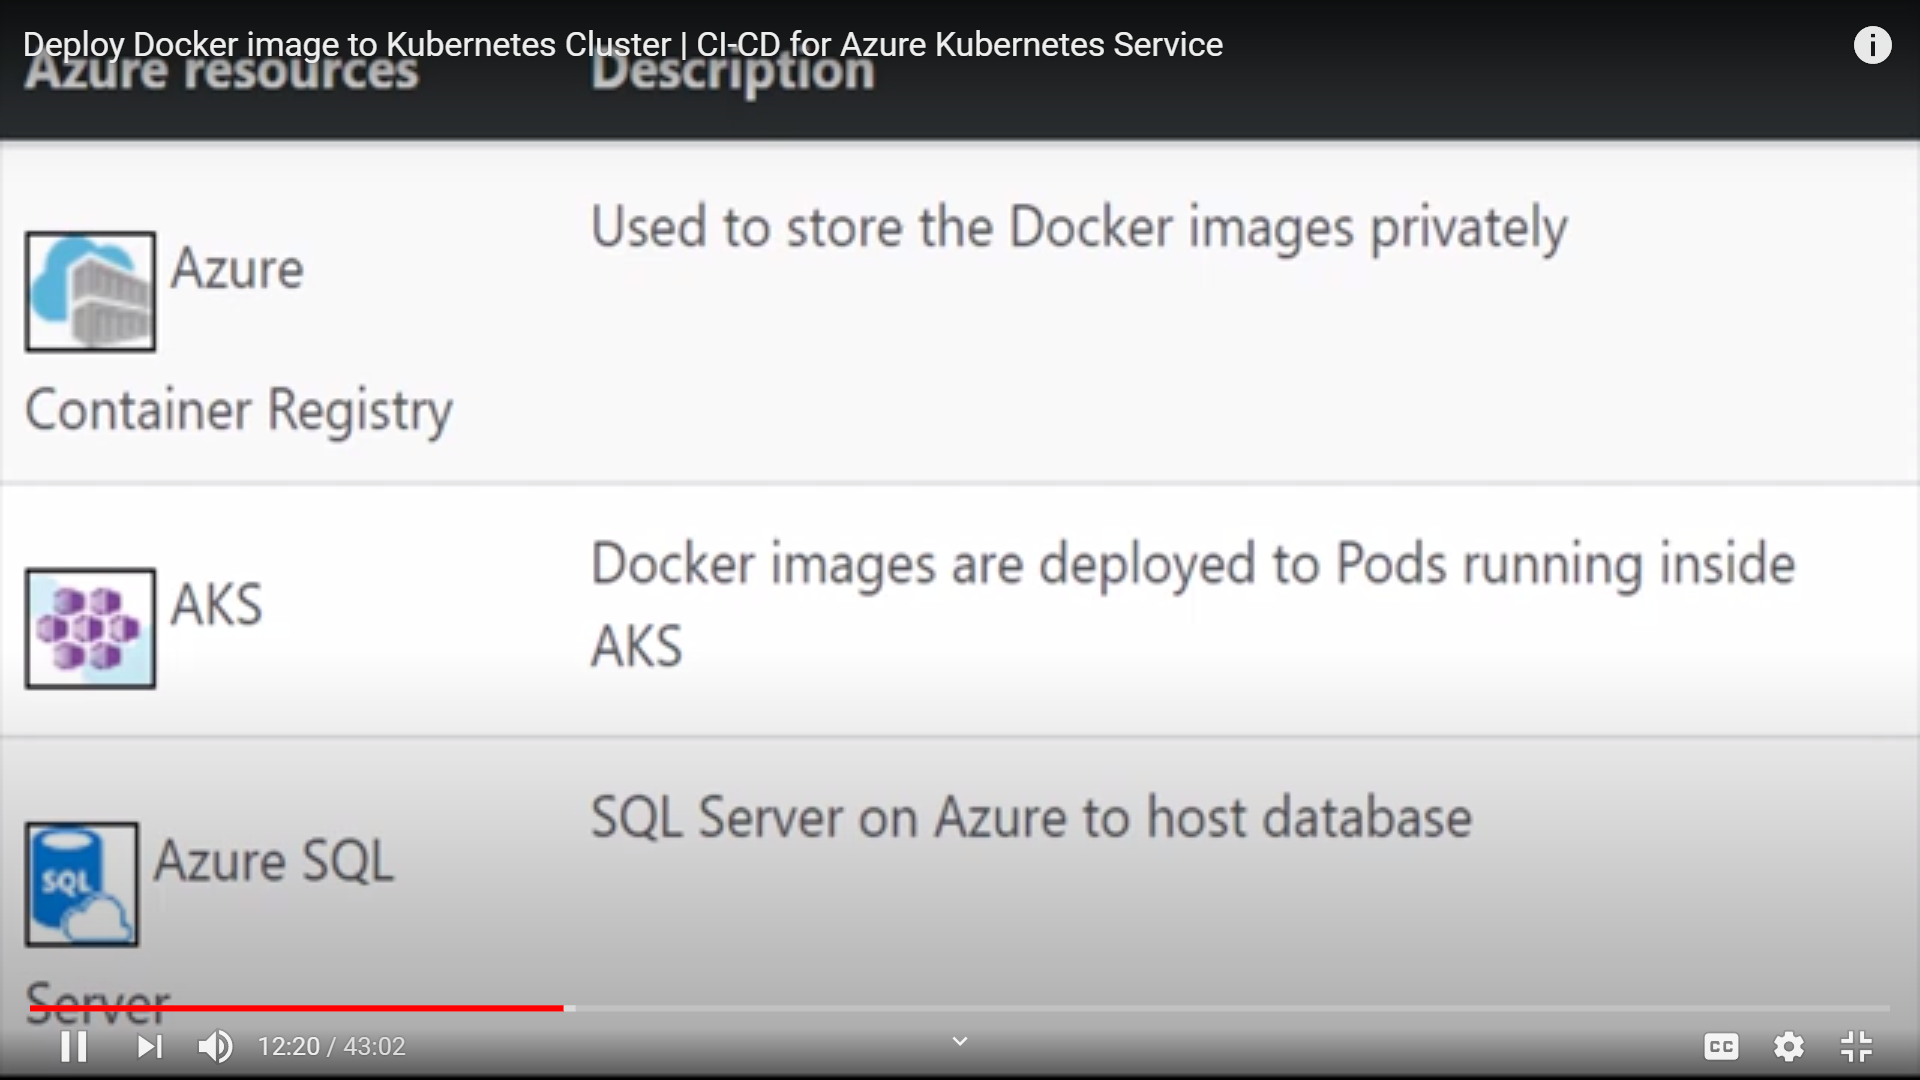 Deploy Docker image to Kubernetes Cluster | CI-CD for Azure Kubernetes Service
Azure resources Description
Azure
Container Registry
Used to store the Docker images privately
AKS
Docker images are deployed to Pods running inside
AKS
SQL
Azure SQL
Server
SQL Server on Azure to host database
12:20 / 43:02
CC